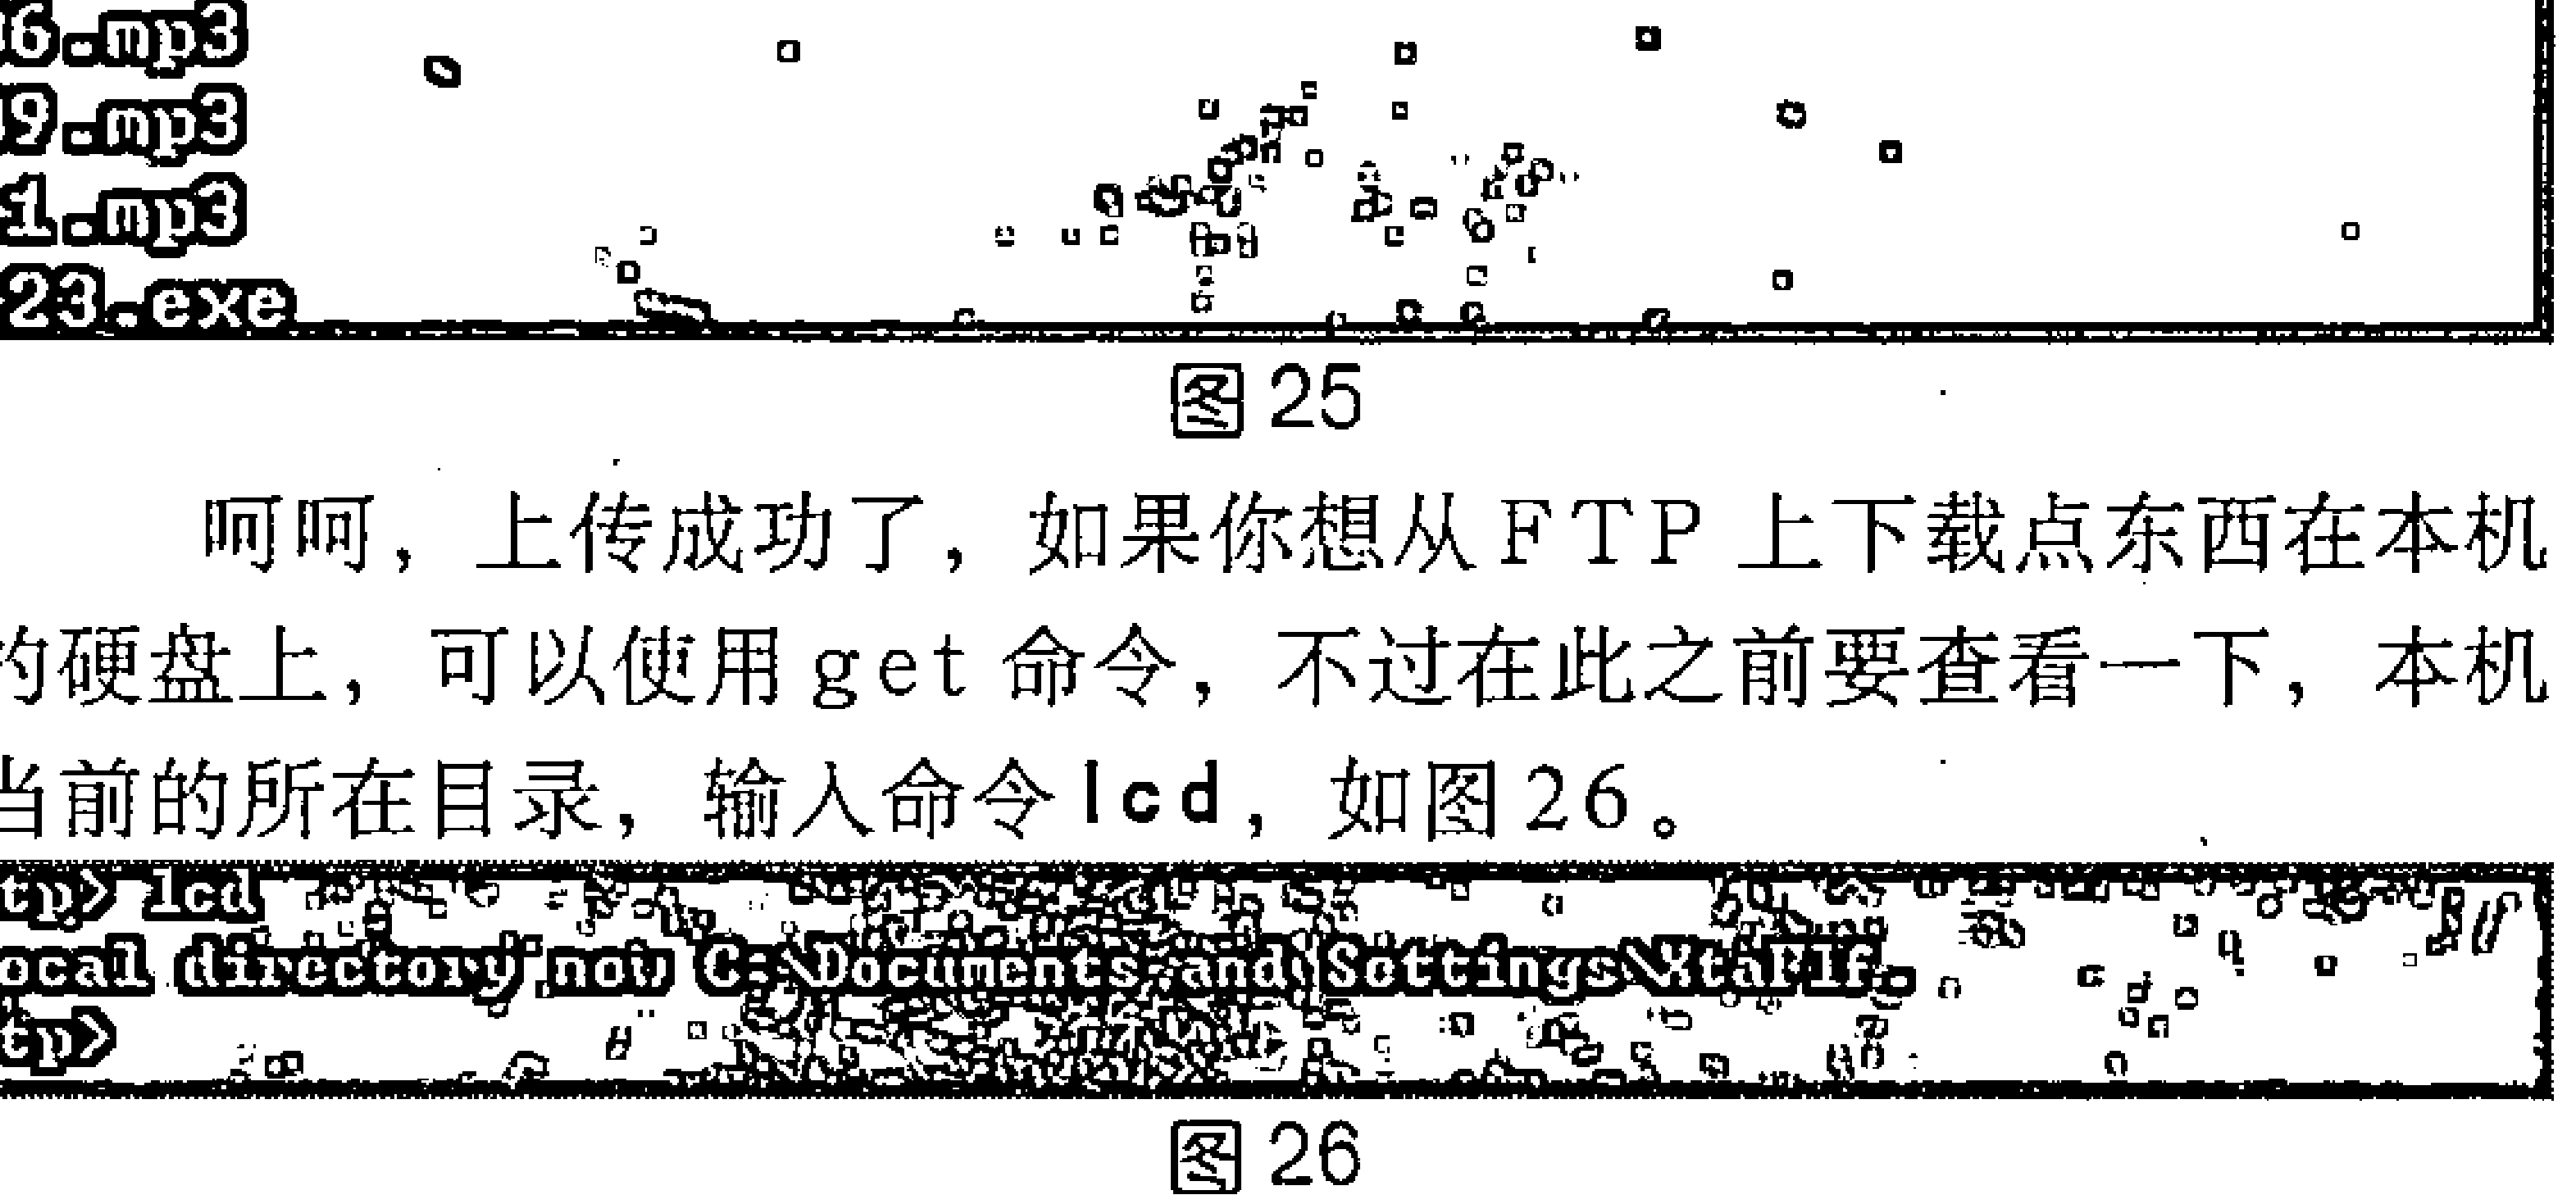 6.mp3
9.mp3
1.mp3
23.exe
图 25
呵呵，上传成功了，如果你想从FTP上下载点东西在本机
的硬盘上，可以使用get命令，不过在此之前要查看一下，本机
当前的所在目录，输入命令lcd，如图26。
tp> lcd
ocal directory now C:\Documents and Settings\
tp>
图 26